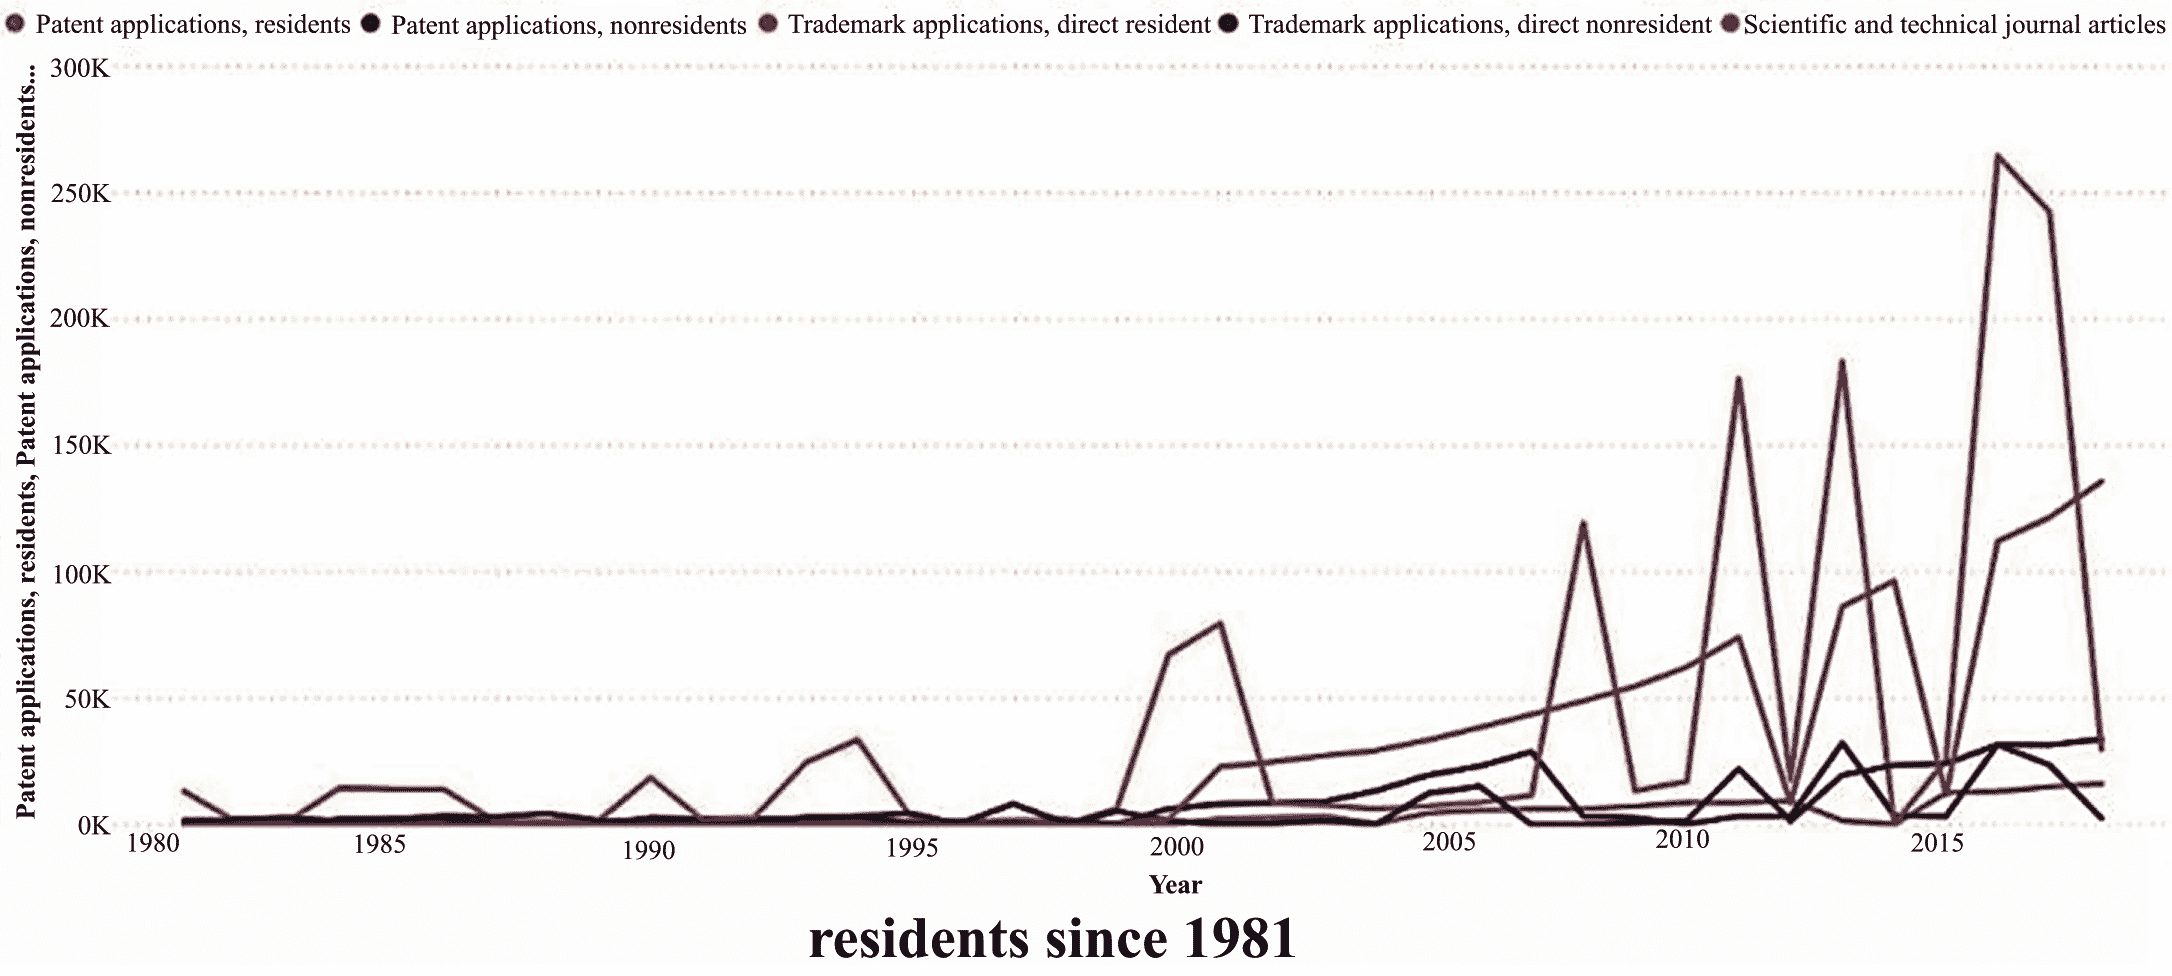 Patent applications, residents Patent applications, nonresidents Trademark applications, direct resident Trademark applications, direct nonresident Scientific and technical journal articles
Patent applications, residents, Patent applications, nonresidents...
300K
250K
200K
150K
100K
50K
0K
1980 1985 1990 1995 2000 2005 2010 2015
Year
residents since 1981